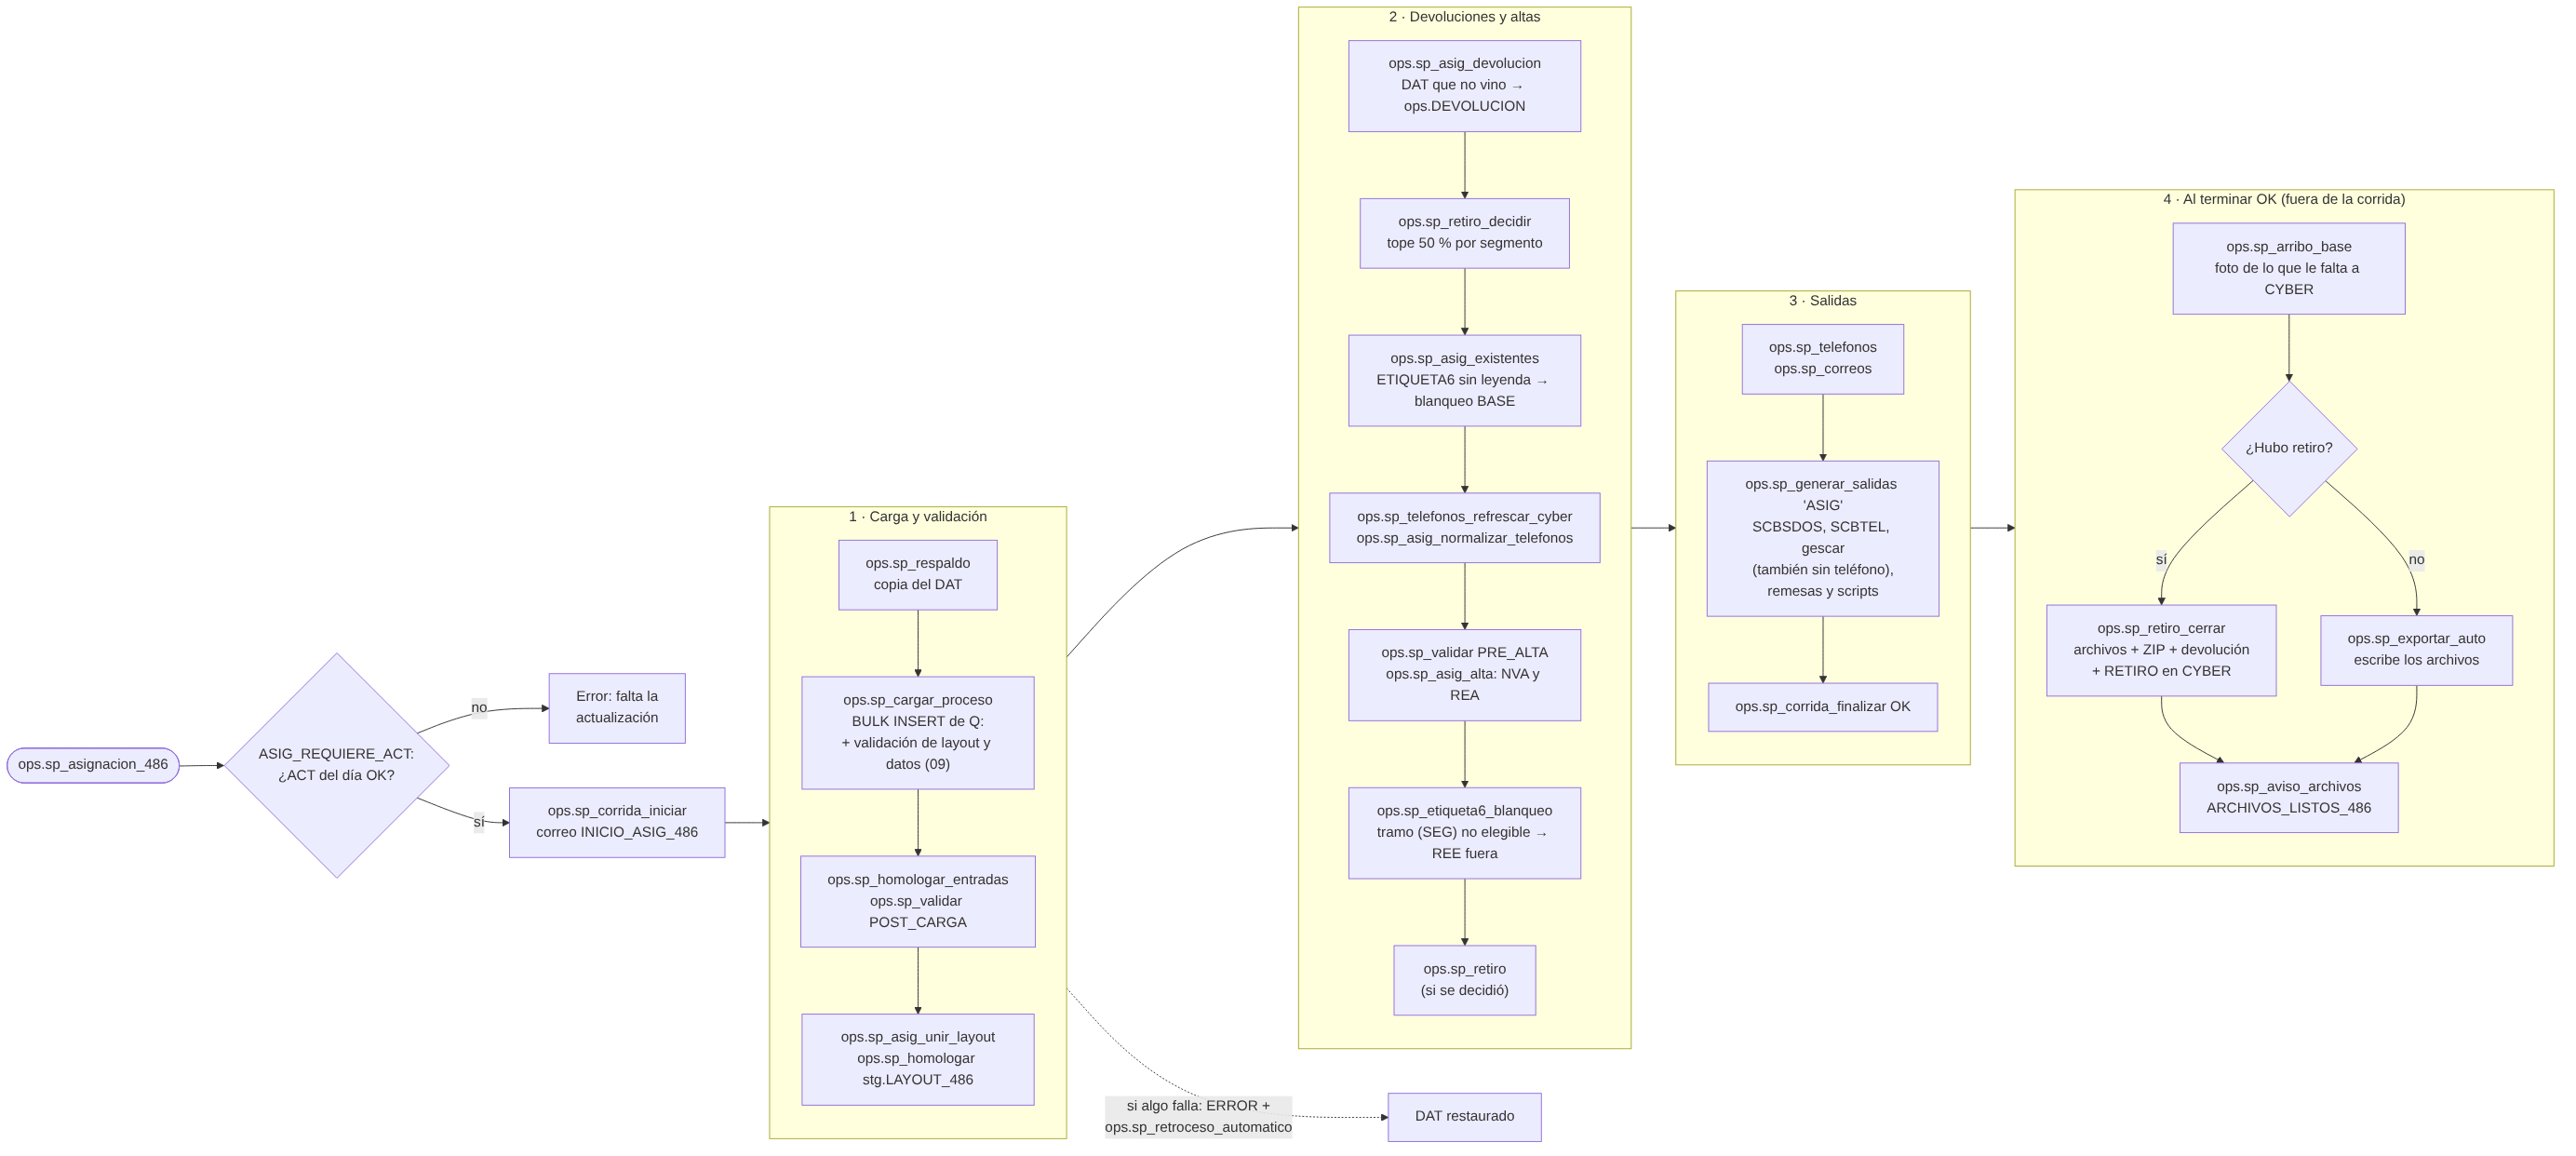 ops.sp_asignacion_486
ASIG_REQUIERE_ACT:
¿ACT del día OK?
no
Error: falta la
actualización
sí
ops.sp_corrida_iniciar
correo INICIO_ASIG_486
1 · Carga y validación
ops.sp_respaldo
copia del DAT
ops.sp_cargar_proceso
BULK INSERT de Q:
+ validación de layout y
datos (09)
ops.sp_homologar_entradas
ops.sp_validar
POST_CARGA
ops.sp_asig_unir_layout
ops.sp_homologar
stg.LAYOUT_486
si algo falla: ERROR +
ops.sp_retroceso_automatico
DAT restaurado
2 · Devoluciones y altas
ops.sp_asig_devolucion
DAT que no vino →
ops.DEVOLUCION
ops.sp_retiro_decidir
tope 50 % por segmento
ops.sp_asig_existentes
ETIQUETA6 sin leyenda →
blanqueo BASE
ops.sp_telefonos_refrescar_cyber
ops.sp_asig_normalizar_telefonos
ops.sp_validar PRE_ALTA
ops.sp_asig_alta: NVA y
REA
ops.sp_etiqueta6_blanqueo
tramo (SEG) no elegible →
REE fuera
ops.sp_retiro
(si se decidió)
3 · Salidas
ops.sp_telefonos
ops.sp_correos
ops.sp_generar_salidas
'ASIG'
SCBSDOS, SCBTEL,
gescar
(también sin teléfono),
remesas y scripts
ops.sp_corrida_finalizar OK
4 · Al terminar OK (fuera de la corrida)
ops.sp_arribo_base
foto de lo que le falta a
CYBER
¿Hubo retiro?
sí
no
ops.sp_retiro_cerrar
archivos + ZIP + devolución
+ RETIRO en CYBER
ops.sp_exportar_auto
escribe los archivos
ops.sp_aviso_archivos
ARCHIVOS_LISTOS_486